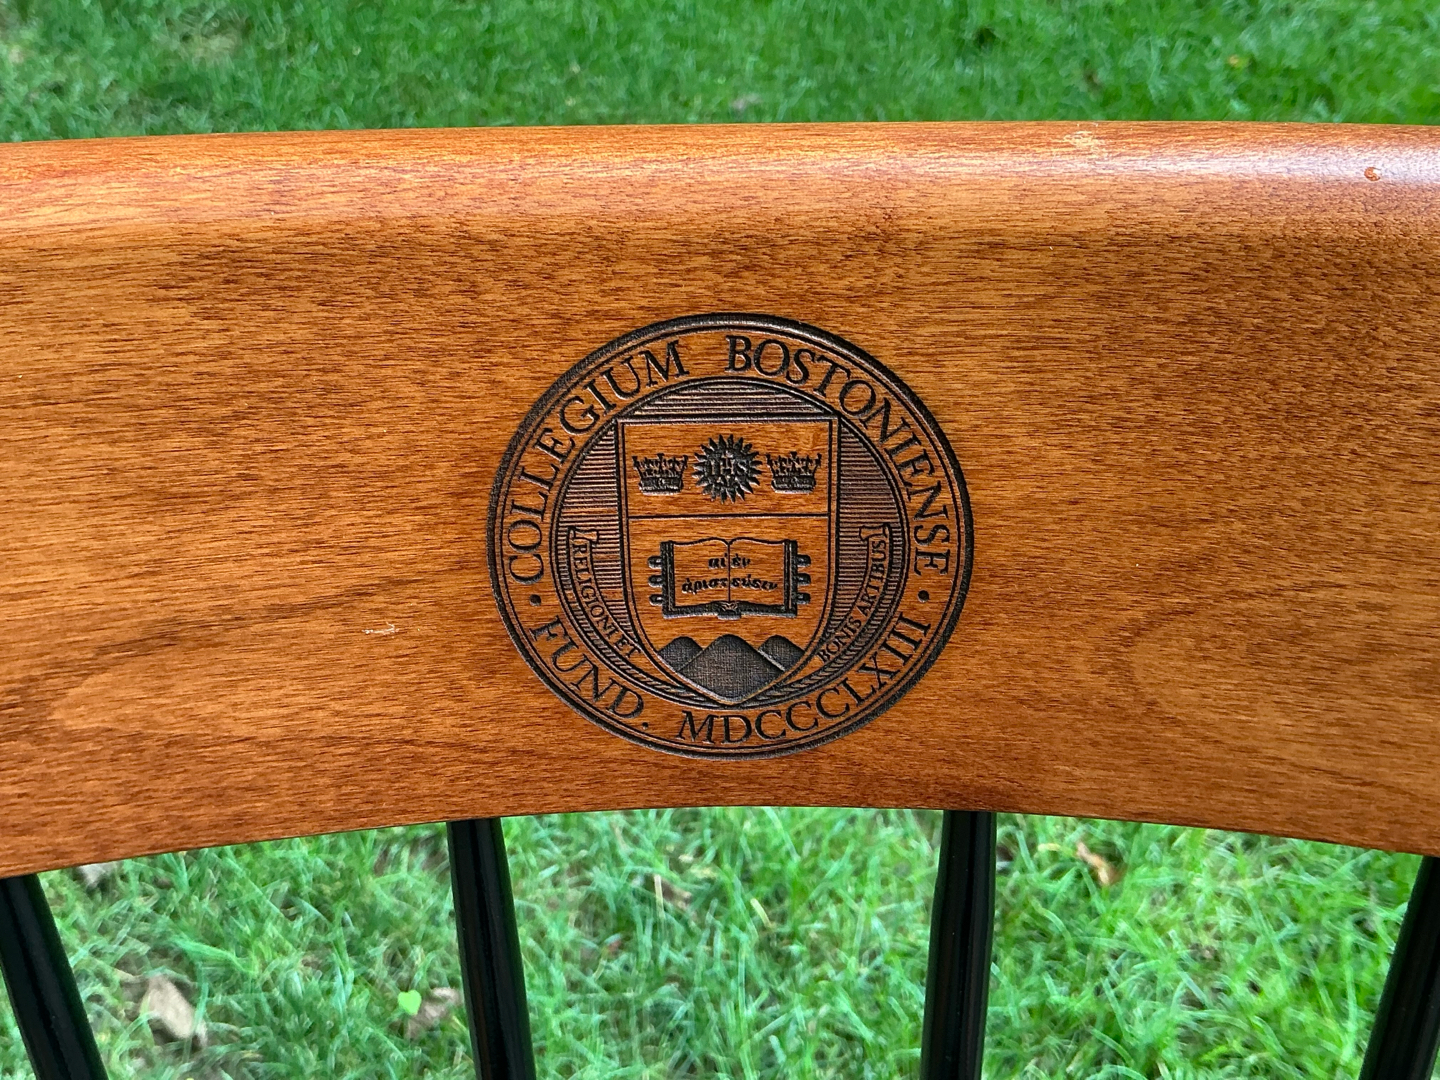 COLLEGIUM BOSTONIENSE
IHS
αἰὲν
ἀριστεύειν
RELIGIONI ET
BONIS ARTIBUS
• FUND. MDCCCLXIII •